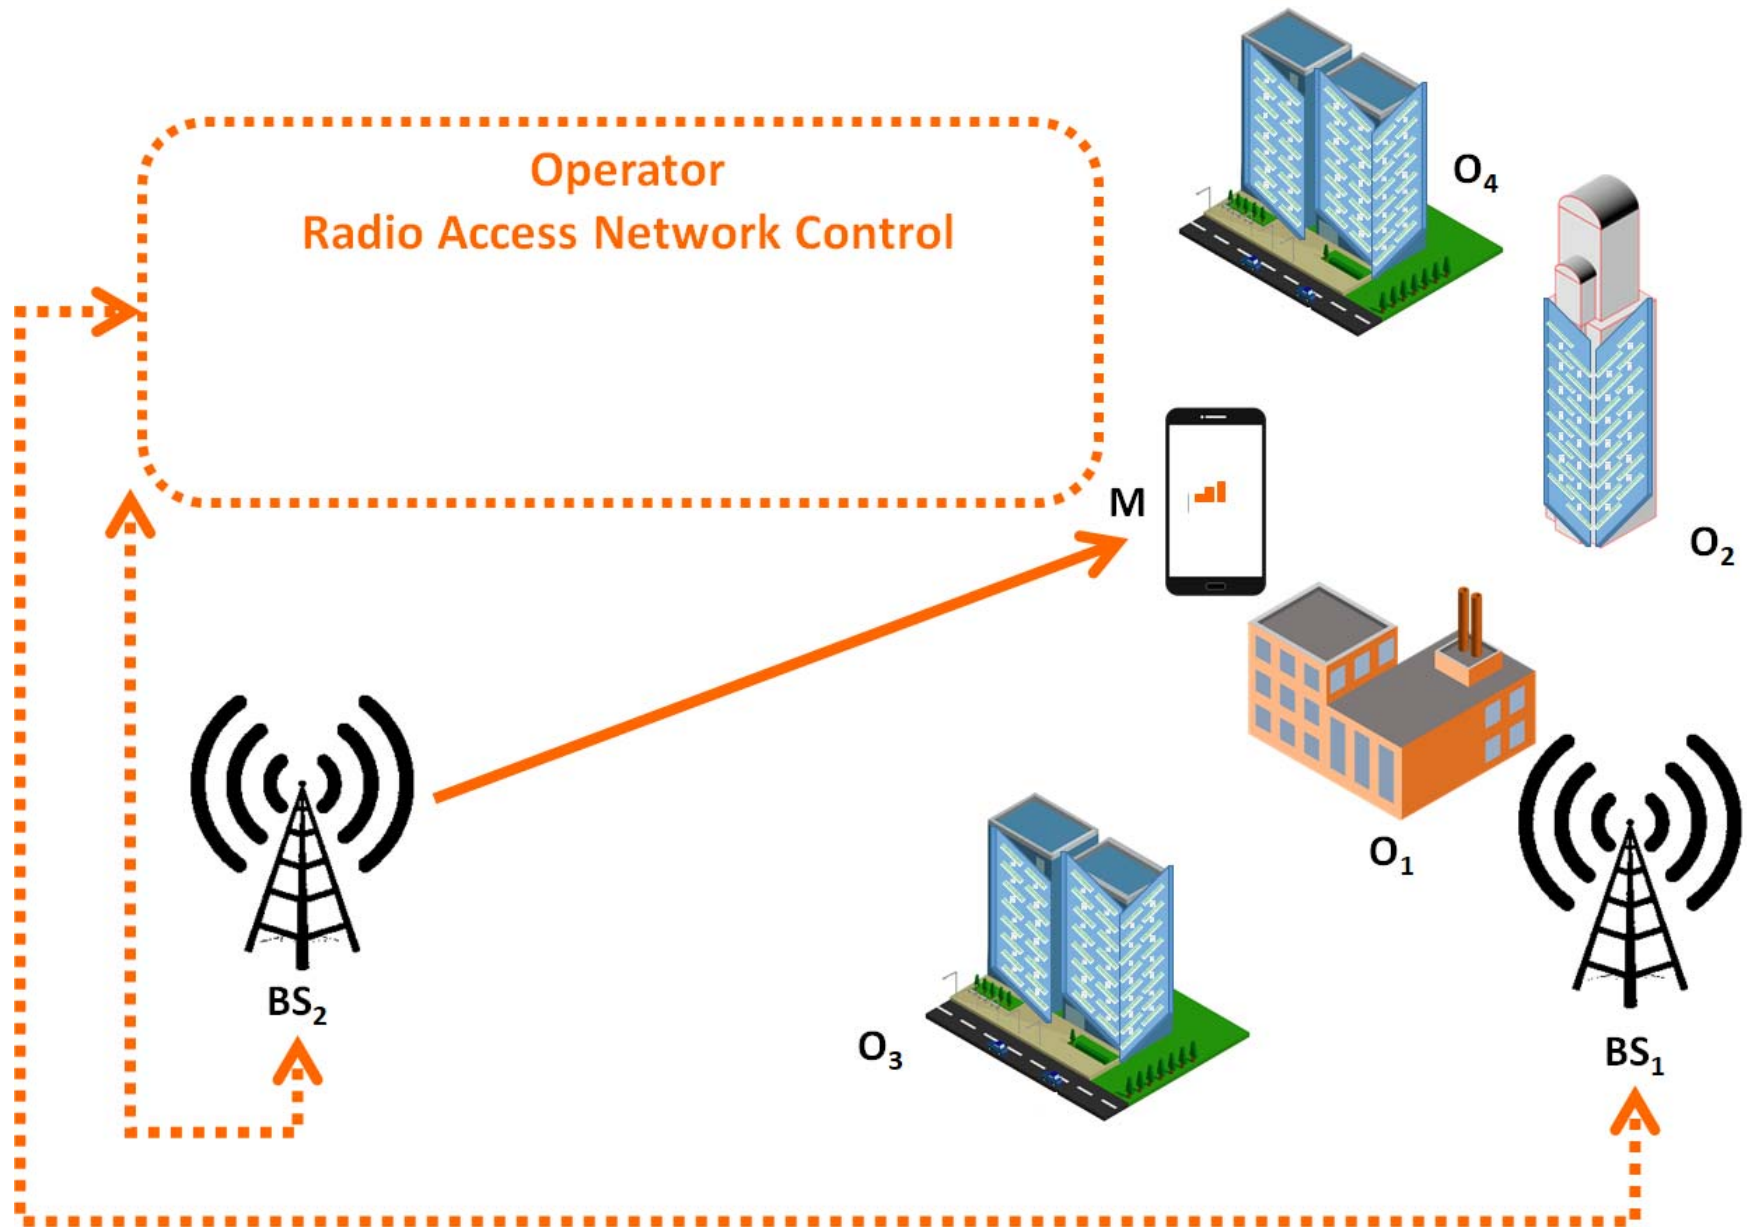 Operator
Radio Access Network Control
O₄
O₂
M
O₁
BS₂
O₃
BS₁